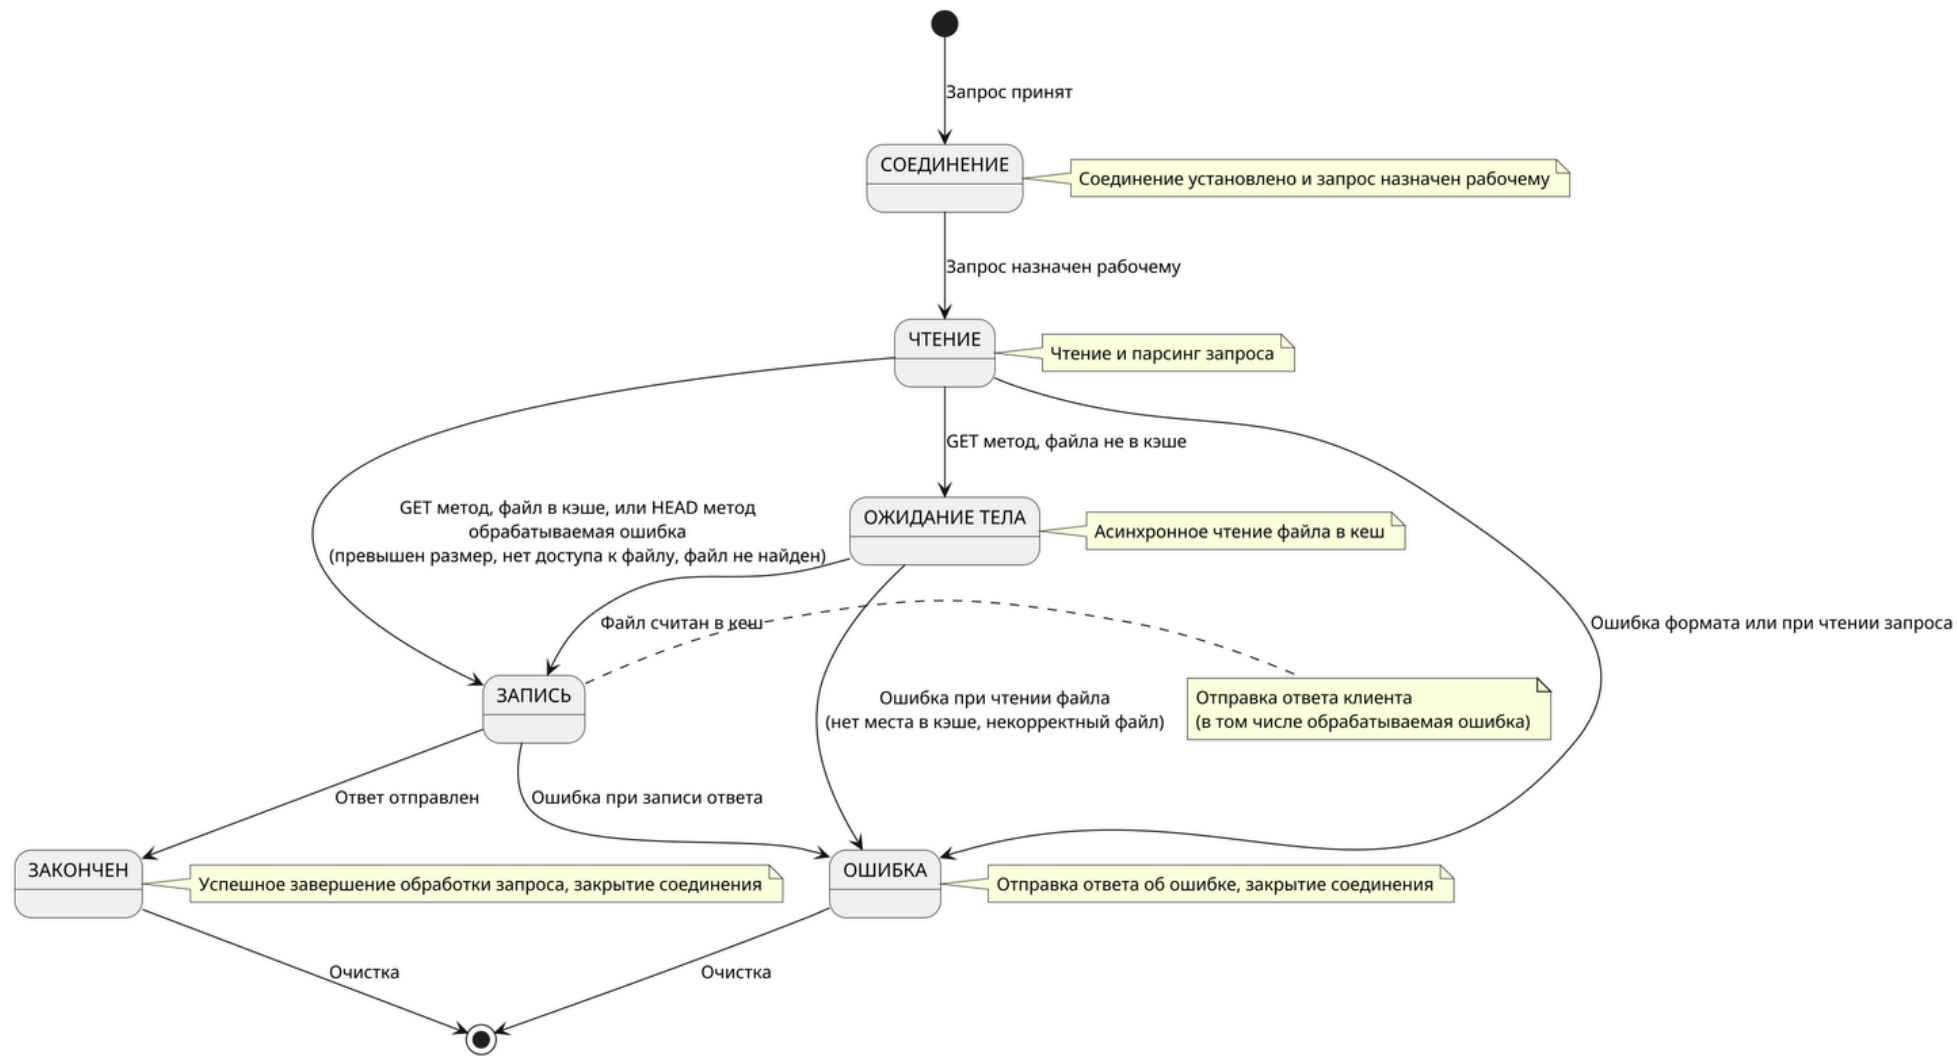 Запрос принят
СОЕДИНЕНИЕ
Соединение установлено и запрос назначен рабочему
Запрос назначен рабочему
ЧТЕНИЕ
Чтение и парсинг запроса
GET метод, файла не в кэше
GET метод, файл в кэше, или HEAD метод
обрабатываемая ошибка
(превышен размер, нет доступа к файлу, файл не найден)
ОЖИДАНИЕ ТЕЛА
Асинхронное чтение файла в кеш
Файл считан в кеш
Ошибка формата или при чтении запроса
ЗАПИСЬ
Ошибка при чтении файла
(нет места в кэше, некорректный файл)
Отправка ответа клиента
(в том числе обрабатываемая ошибка)
Ответ отправлен
Ошибка при записи ответа
ЗАКОНЧЕН
Успешное завершение обработки запроса, закрытие соединения
ОШИБКА
Отправка ответа об ошибке, закрытие соединения
Очистка
Очистка